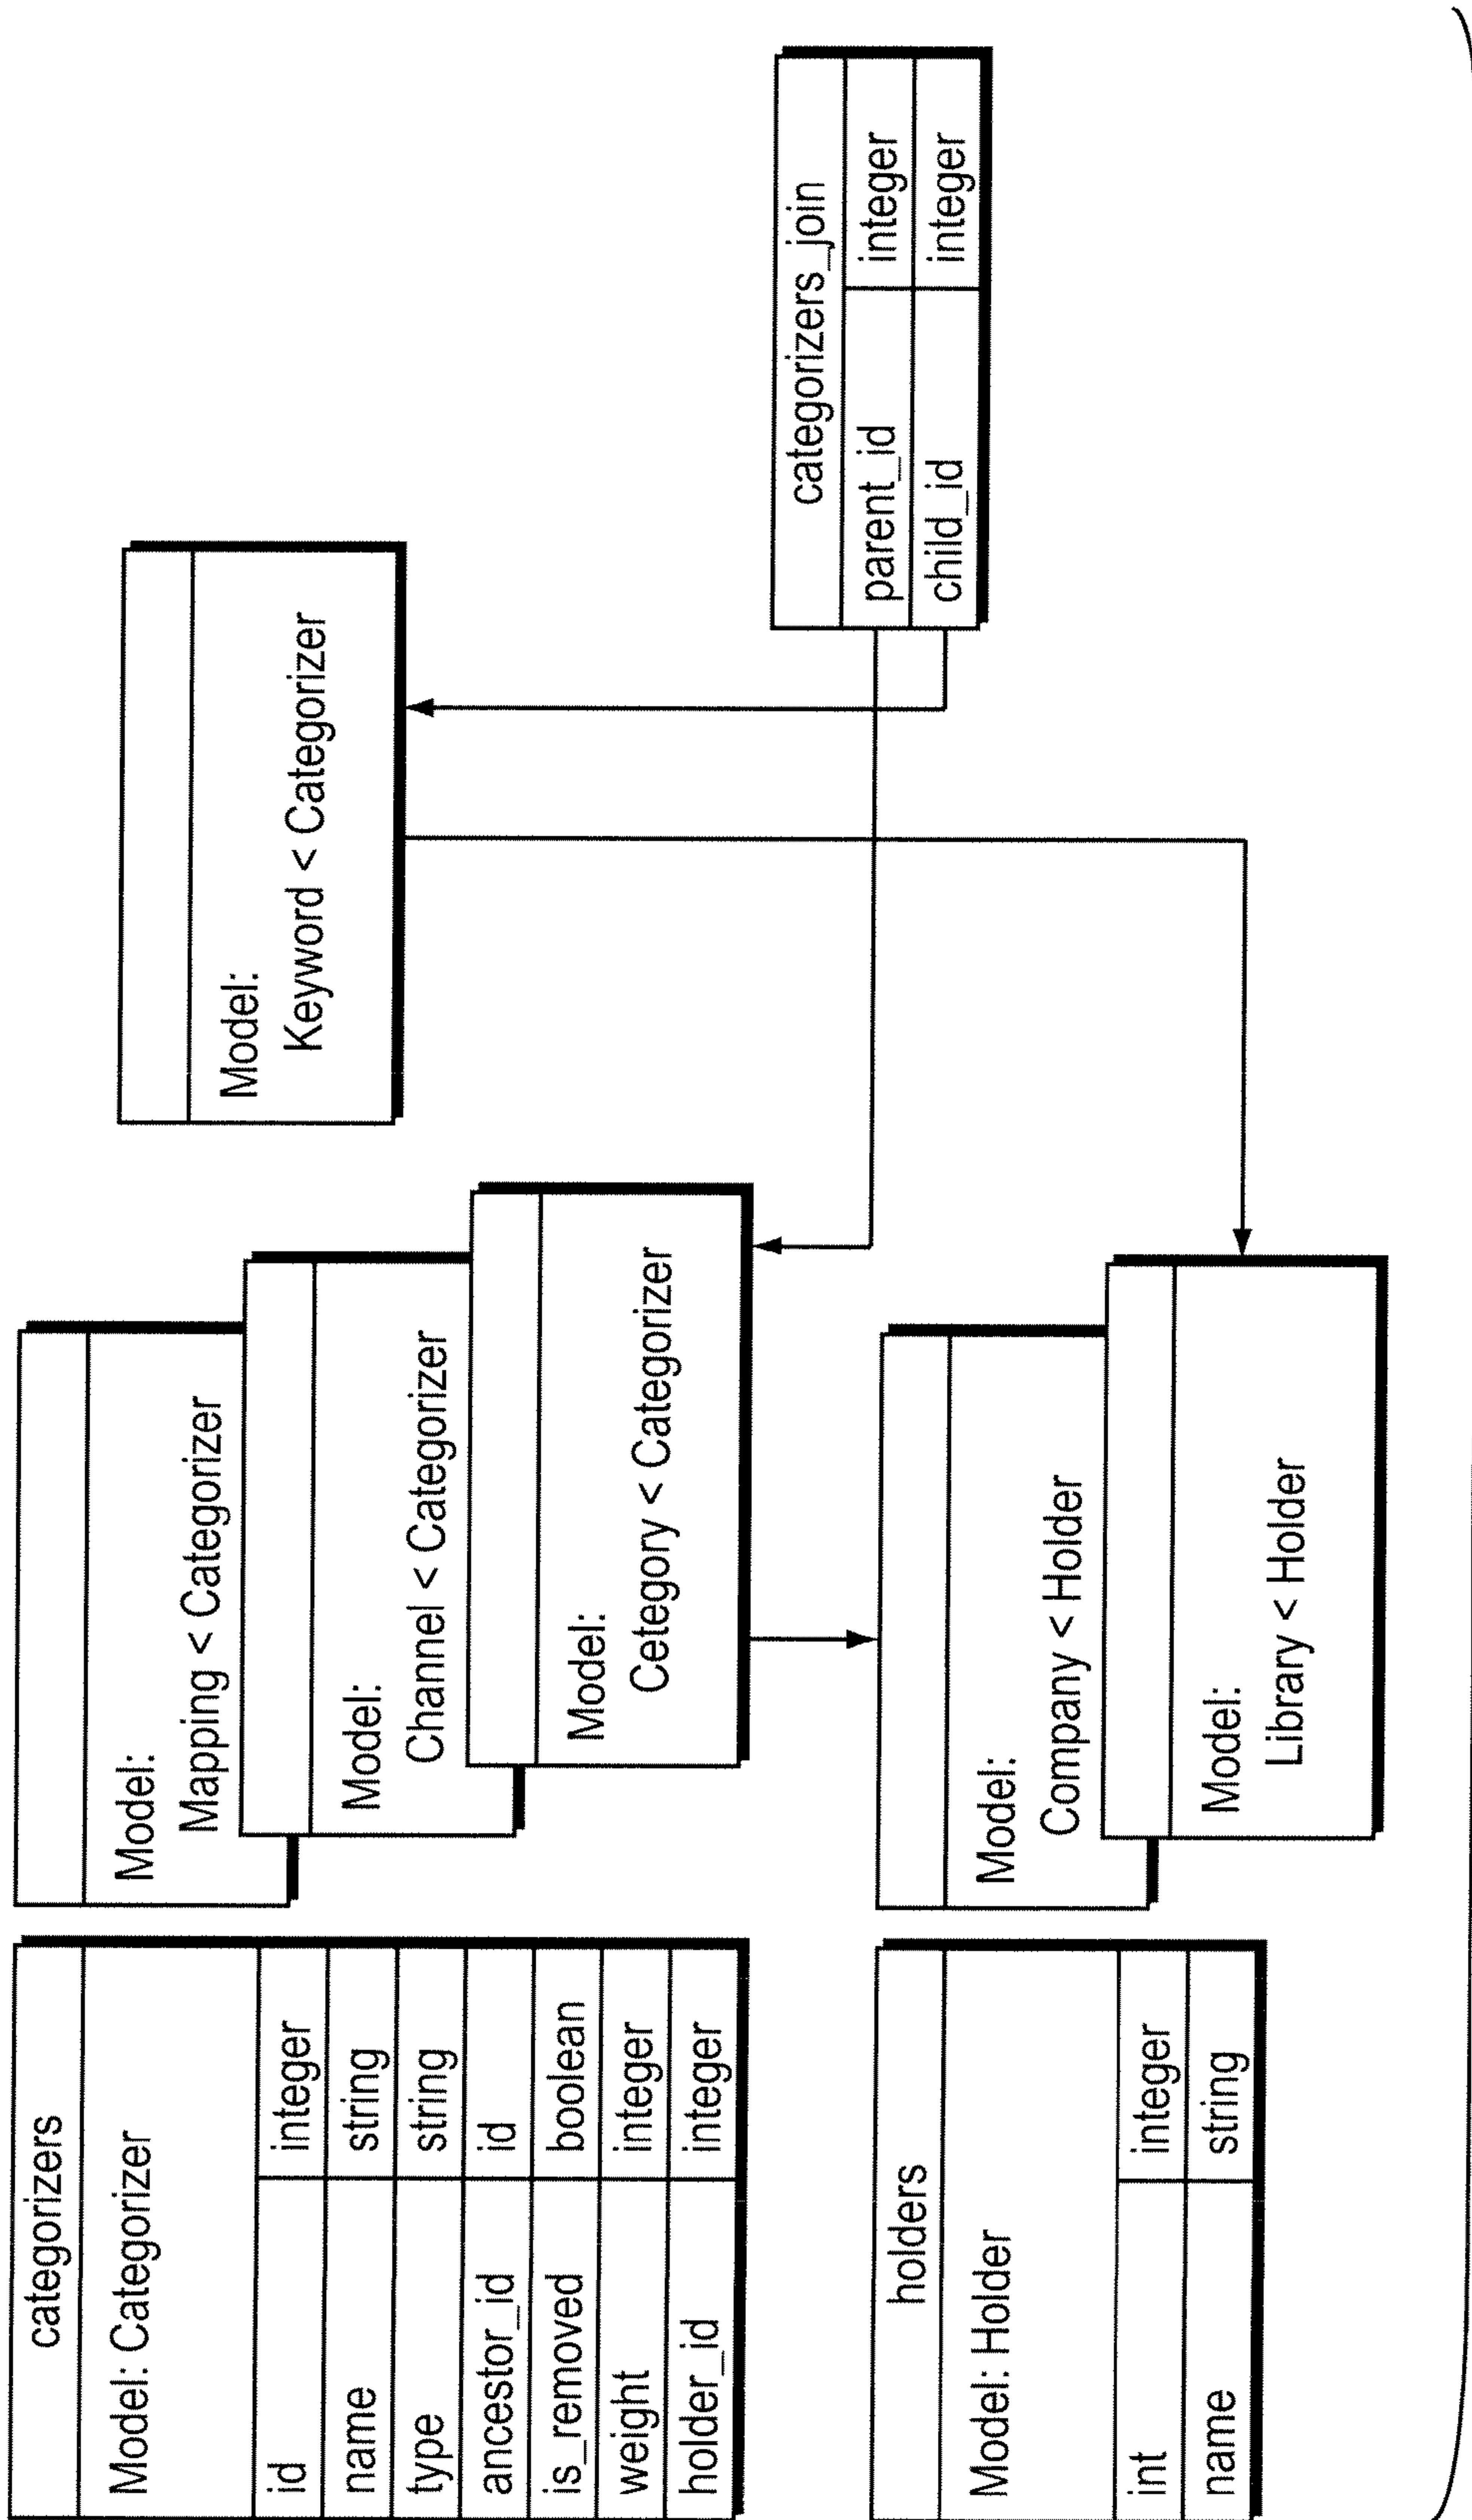 categorizers
Model: Categorizer
id integer
name string
type string
ancestor_id id
is_removed boolean
weight integer
holder_id integer
Model:
Mapping < Categorizer
Model:
Channel < Categorizer
Model:
Cetegory < Categorizer
Model:
Keyword < Categorizer
holders
Model: Holder
int integer
name string
Model:
Company < Holder
Model:
Library < Holder
categorizers_join
parent_id integer
child_id integer